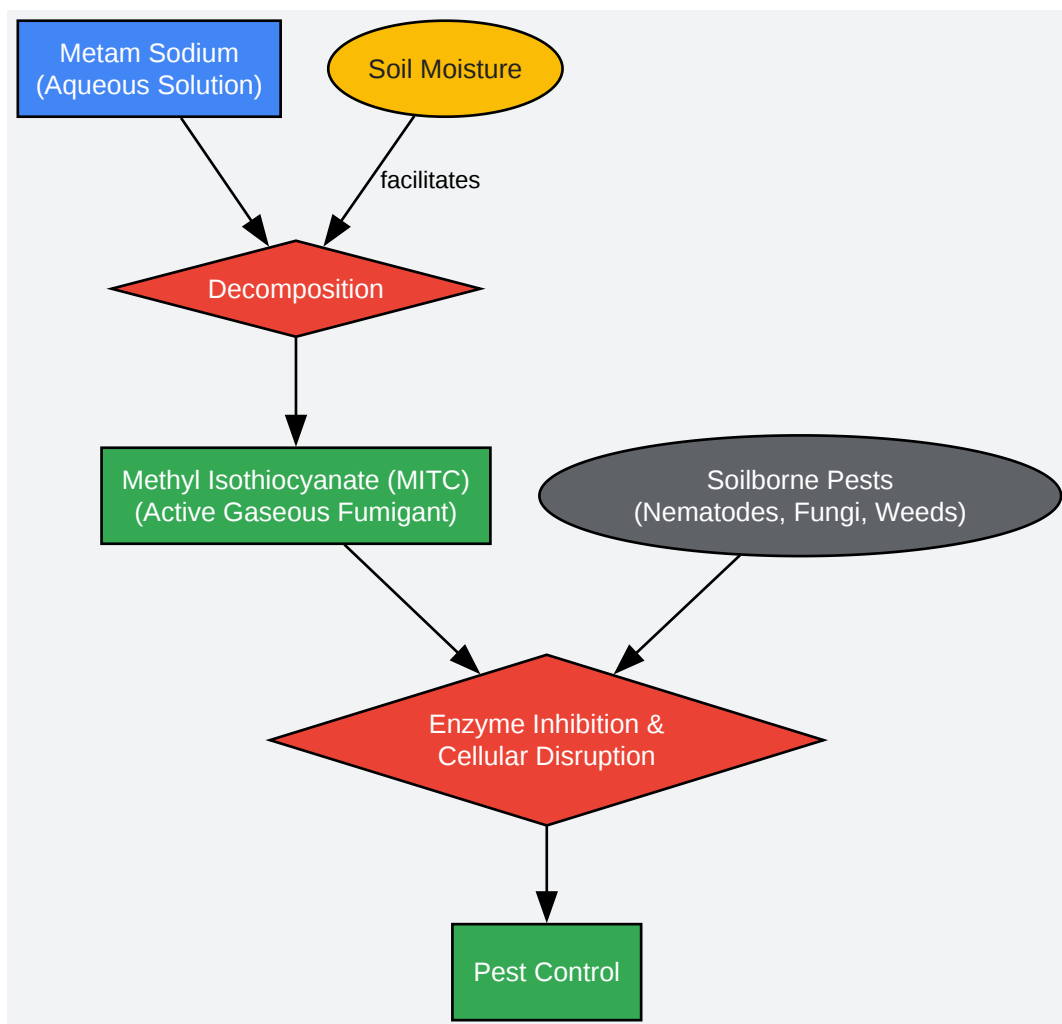 Metam Sodium
(Aqueous Solution)
Soil Moisture
facilitates
Decomposition
Methyl Isothiocyanate (MITC)
(Active Gaseous Fumigant)
Soilborne Pests
(Nematodes, Fungi, Weeds)
Enzyme Inhibition &
Cellular Disruption
Pest Control